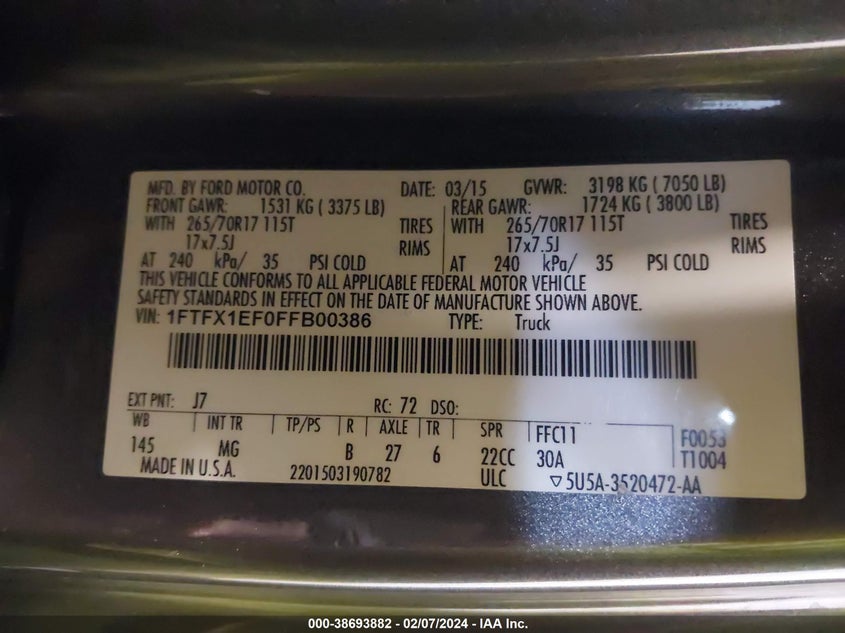 MFD. BY FORD MOTOR CO. DATE: 03/15 GVWR: 3198 KG ( 7050 LB)
FRONT GAWR: 1531 KG ( 3375 LB) REAR GAWR: 1724 KG ( 3800 LB)
WITH 265/70R17 115T TIRES WITH 265/70R17 115T TIRES
17x7.5J RIMS 17x7.5J RIMS
AT 240 kPa/ 35 PSI COLD AT 240 kPa/ 35 PSI COLD
THIS VEHICLE CONFORMS TO ALL APPLICABLE FEDERAL MOTOR VEHICLE
SAFETY STANDARDS IN EFFECT ON THE DATE OF MANUFACTURE SHOWN ABOVE.
VIN: 1FTFX1EF0FFB00386 TYPE: Truck
EXT PNT: J7 RC: 72 DSO:
WB INT TR TP/PS R AXLE TR SPR FFC11 F0053
145 MG B 27 6 22CC 30A T1004
MADE IN U.S.A. 2201503190782 ULC ▽5U5A-3520472-AA
000-38693882 - 02/07/2024 - IAA Inc.